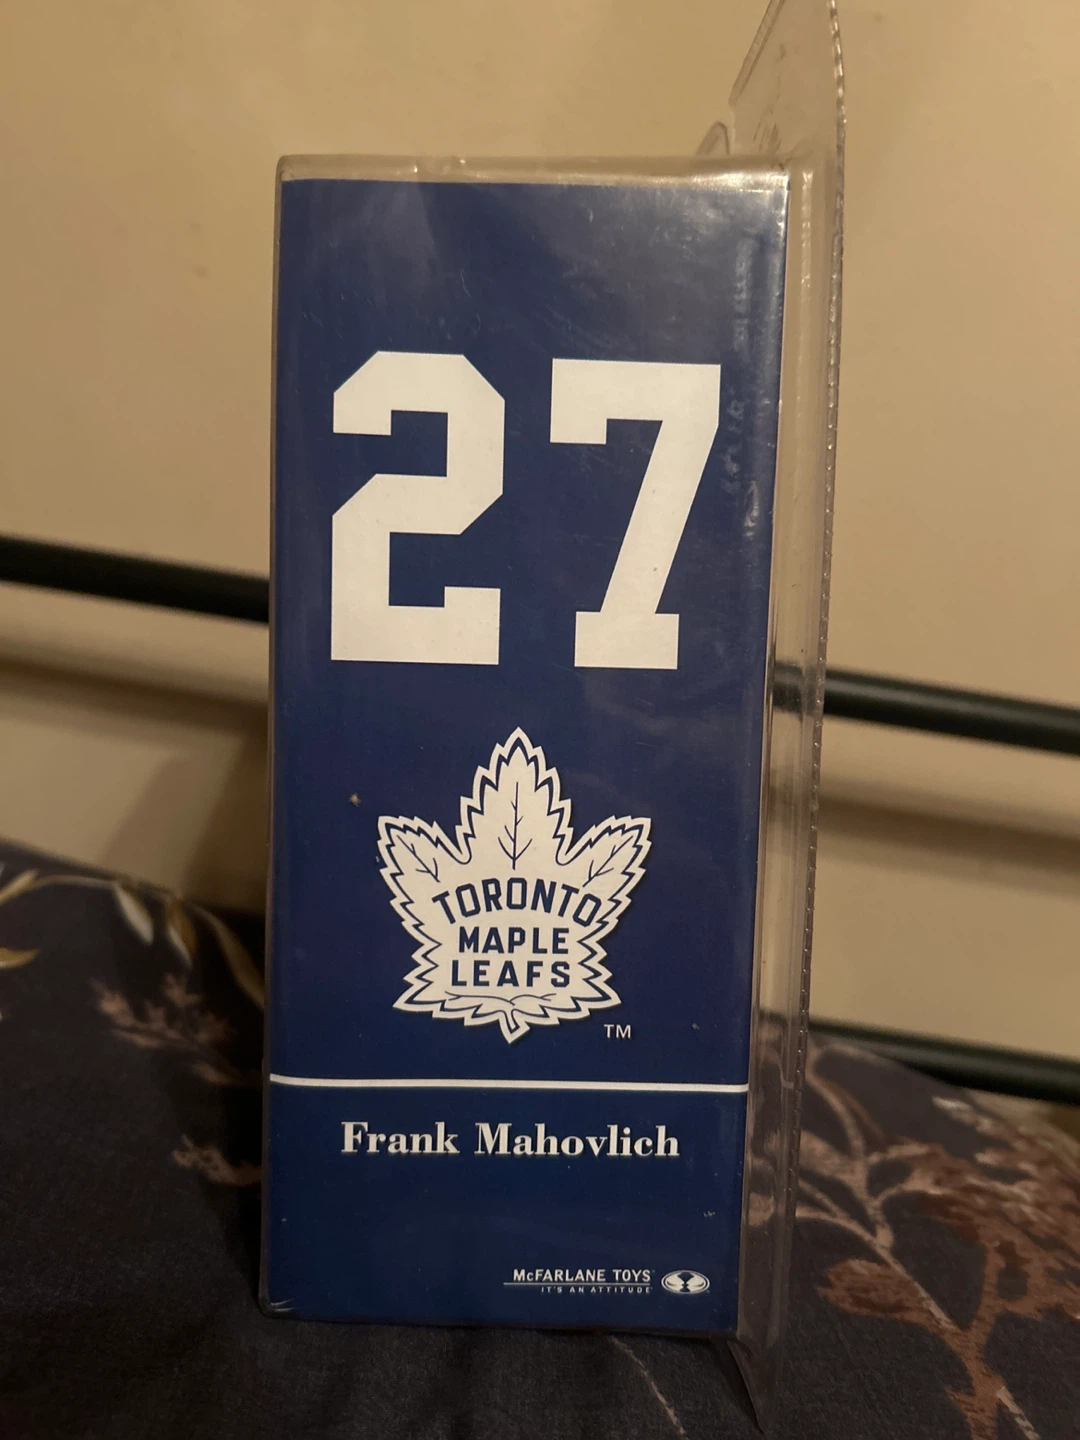 27
TORONTO
MAPLE
LEAFS
TM
Frank Mahovlich
McFARLANE TOYS
IT'S AN ATTITUDE